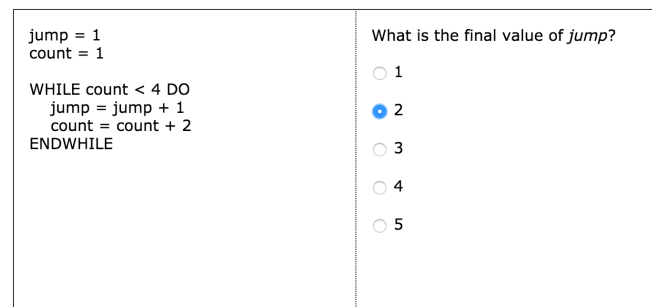 jump = 1
count = 1
WHILE count < 4 DO
jump = jump + 1
count = count + 2
ENDWHILE
What is the final value of jump?
1
2
3
4
5